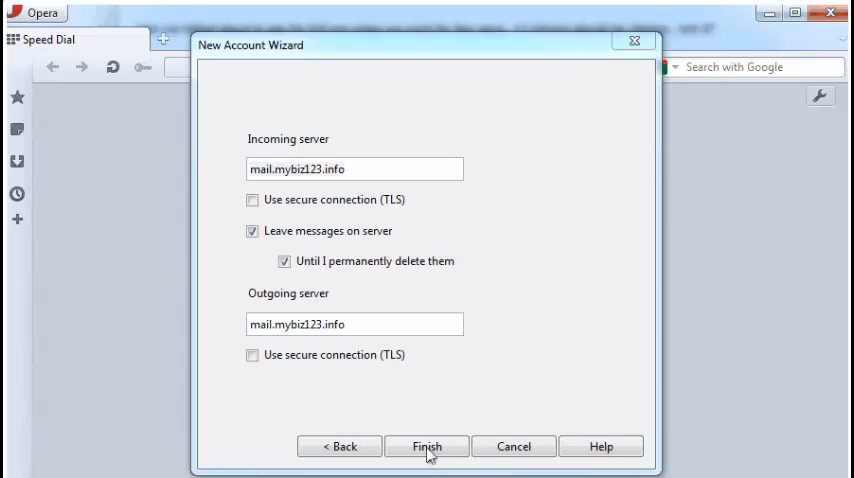 Opera
Speed Dial
New Account Wizard
Search with Google
Incoming server
mail.mybiz123.info
Use secure connection (TLS)
Leave messages on server
Until I permanently delete them
Outgoing server
mail.mybiz123.info
Use secure connection (TLS)
< Back
Finish
Cancel
Help